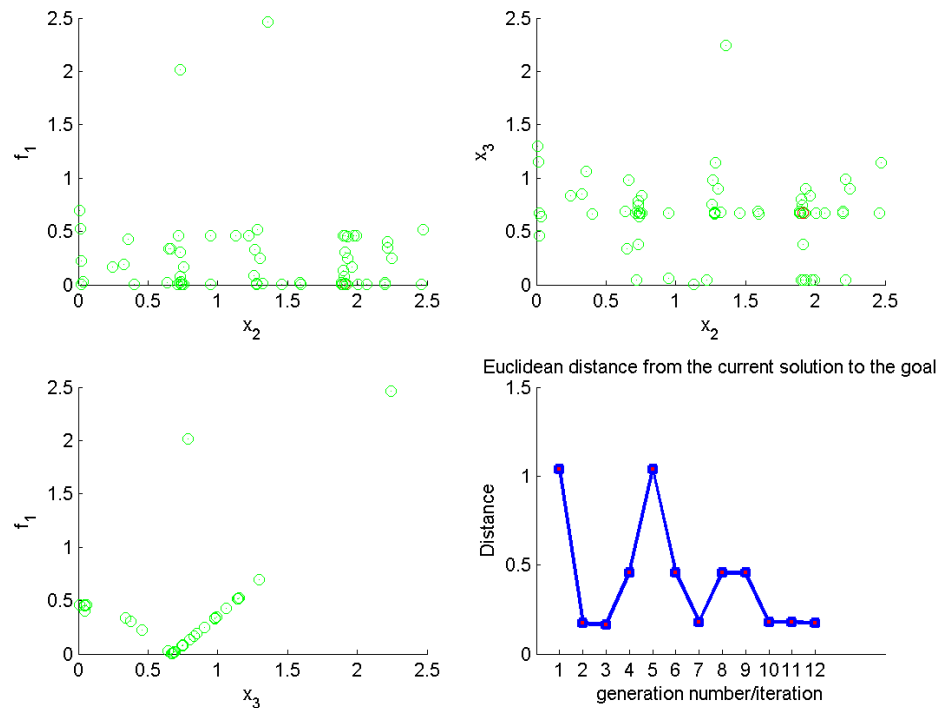 2.5
2
1.5
1
0.5
0
f1
0 0.5 1 1.5 2 2.5
x2
2.5
2
1.5
1
0.5
0
x3
0 0.5 1 1.5 2 2.5
x2
2.5
2
1.5
1
0.5
0
f1
0 0.5 1 1.5 2 2.5
x3
Euclidean distance from the current solution to the goal
1.5
1
0.5
0
Distance
1 2 3 4 5 6 7 8 9 10 11 12
generation number/iteration